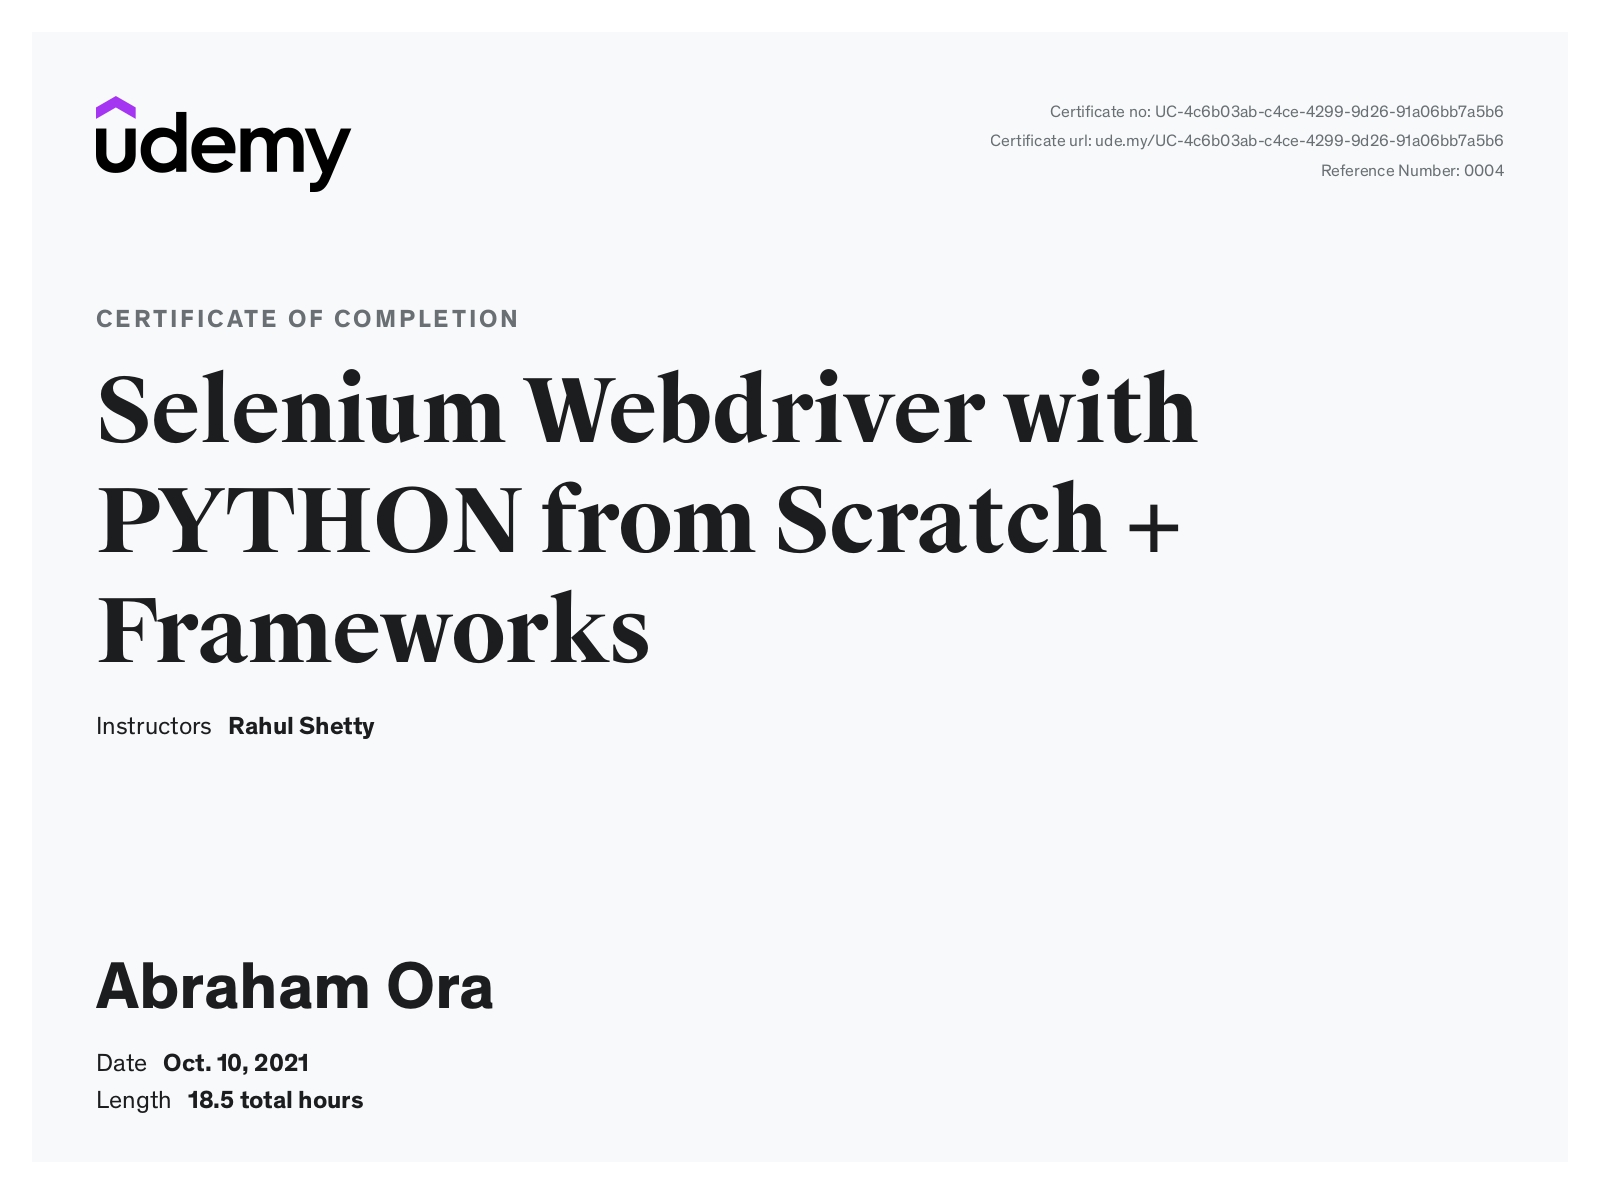 udemy
Certificate no: UC-4c6b03ab-c4ce-4299-9d26-91a06bb7a5b6
Certificate url: ude.my/UC-4c6b03ab-c4ce-4299-9d26-91a06bb7a5b6
Reference Number: 0004
CERTIFICATE OF COMPLETION
Selenium Webdriver with
PYTHON from Scratch +
Frameworks
Instructors Rahul Shetty
Abraham Ora
Date Oct. 10, 2021
Length 18.5 total hours